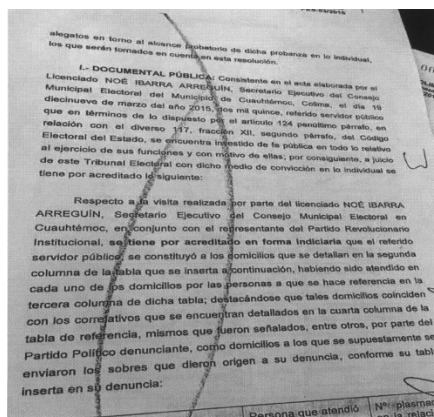 alegatos en torno al alcance probatorio de dicha probanza en lo individual,
los que serán tomados en cuenta en esta resolución.
I.- DOCUMENTAL PÚBLICA: Consistente en el acta elaborada por el
Licenciado NOÉ IBARRA ARREGUÍN, Secretario Ejecutivo del Consejo
Municipal Electoral del Municipio de Cuauhtémoc, Colima, el día 19
diecinueve de marzo del año 2015, dos mil quince, referido servidor público
que en términos de lo dispuesto por el artículo 124 penúltimo párrafo, en
relación con el diverso 117, fracción XII, segundo párrafo, del Código
Electoral del Estado, se encuentra investido de fe pública en todo lo relativo
al ejercicio de sus funciones y con motivo de ellas; por consiguiente, a juicio
de este Tribunal Electoral con dicho medio de convicción en lo individual se
tiene por acreditado lo siguiente:
Respecto a la visita realizada por parte del licenciado NOÉ IBARRA
ARREGUÍN, Secretario Ejecutivo del Consejo Municipal Electoral en
Cuauhtémoc, en conjunto con el representante del Partido Revolucionario
Institucional, se tiene por acreditado en forma indiciaria que el referido
servidor público, se constituyó a los domicilios que se detallan en la segunda
columna de la tabla que se inserta a continuación, habiendo sido atendido en
cada uno de los domicilios por las personas a que se hace referencia en la
tercera columna de dicha tabla; destacándose que tales domicilios coinciden
con los correlativos que se encuentran detallados en la cuarta columna de la
tabla de referencia, mismos que fueron señalados, entre otros, por parte del
Partido Político denunciante, como domicilios a los que se supuestamente se
enviaron los sobres que dieron origen a su denuncia, conforme su tabla
inserta en su denuncia:
Persona que atendió Nº plasmad